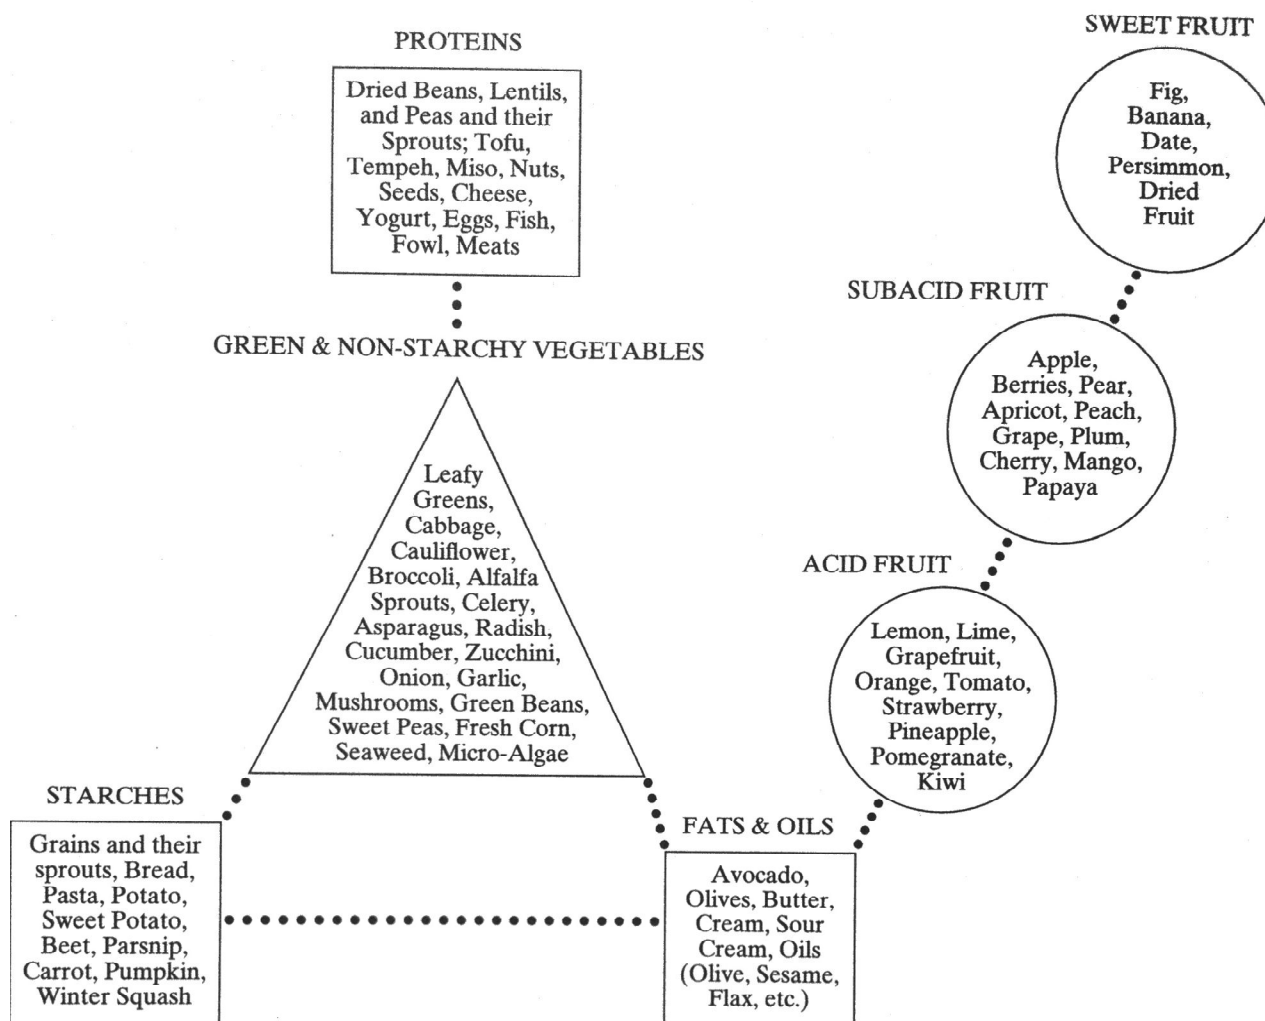 PROTEINS
Dried Beans, Lentils,
and Peas and their
Sprouts; Tofu,
Tempeh, Miso, Nuts,
Seeds, Cheese,
Yogurt, Eggs, Fish,
Fowl, Meats
GREEN & NON-STARCHY VEGETABLES
Leafy
Greens,
Cabbage,
Cauliflower,
Broccoli, Alfalfa
Sprouts, Celery,
Asparagus, Radish,
Cucumber, Zucchini,
Onion, Garlic,
Mushrooms, Green Beans,
Sweet Peas, Fresh Corn,
Seaweed, Micro-Algae
STARCHES
Grains and their
sprouts, Bread,
Pasta, Potato,
Sweet Potato,
Beet, Parsnip,
Carrot, Pumpkin,
Winter Squash
FATS & OILS
Avocado,
Olives, Butter,
Cream, Sour
Cream, Oils
(Olive, Sesame,
Flax, etc.)
ACID FRUIT
Lemon, Lime,
Grapefruit,
Orange, Tomato,
Strawberry,
Pineapple,
Pomegranate,
Kiwi
SUBACID FRUIT
Apple,
Berries, Pear,
Apricot, Peach,
Grape, Plum,
Cherry, Mango,
Papaya
SWEET FRUIT
Fig,
Banana,
Date,
Persimmon,
Dried
Fruit